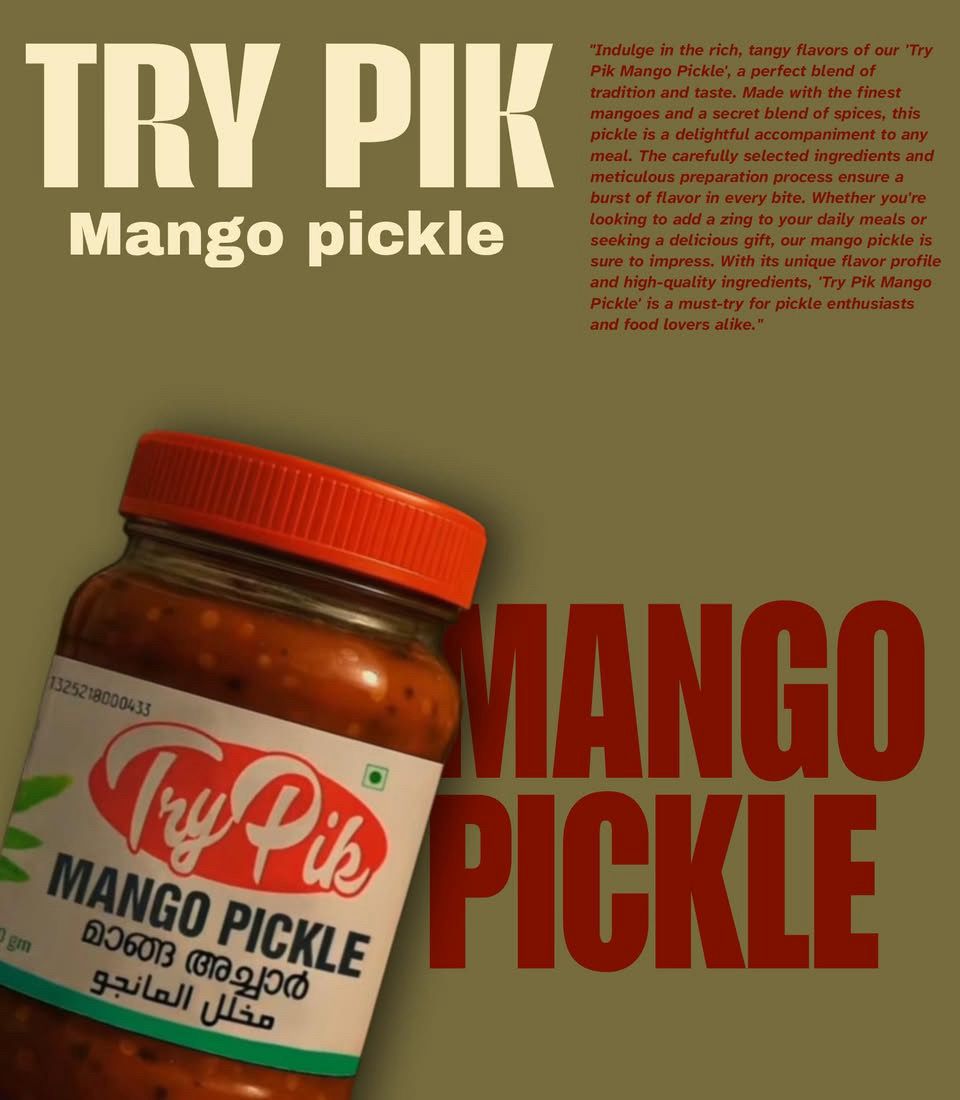 TRY PIK
Mango pickle
"Indulge in the rich, tangy flavors of our 'Try
Pik Mango Pickle', a perfect blend of
tradition and taste. Made with the finest
mangoes and a secret blend of spices, this
pickle is a delightful accompaniment to any
meal. The carefully selected ingredients and
meticulous preparation process ensure a
burst of flavor in every bite. Whether you're
looking to add a zing to your daily meals or
seeking a delicious gift, our mango pickle is
sure to impress. With its unique flavor profile
and high-quality ingredients, 'Try Pik Mango
Pickle' is a must-try for pickle enthusiasts
and food lovers alike."
MANGO
PICKLE
1325218000433
Try Pik
MANGO PICKLE
മാങ്ങ അച്ചാർ
مخلل المانجو
gm